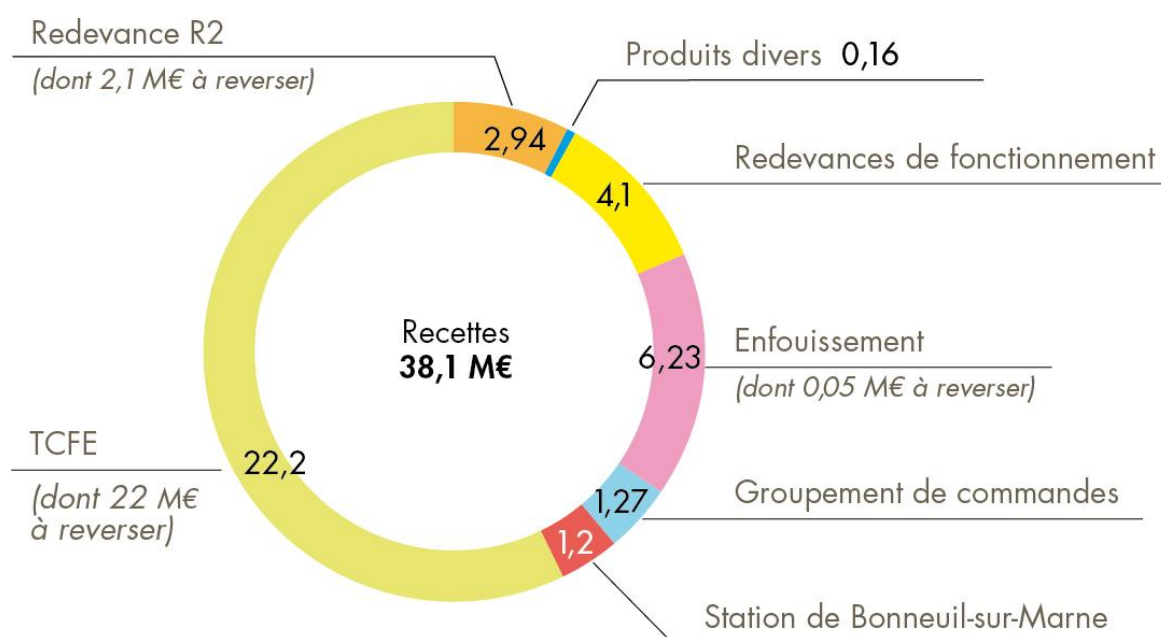 Redevance R2
(dont 2,1 M€ à reverser)
Produits divers 0,16
2,94
Redevances de fonctionnement
4,1
Recettes
38,1 M€
Enfouissement
6,23
(dont 0,05 M€ à reverser)
TCFE
22,2
(dont 22 M€
à reverser)
Groupement de commandes
1,27
1,2
Station de Bonneuil-sur-Marne